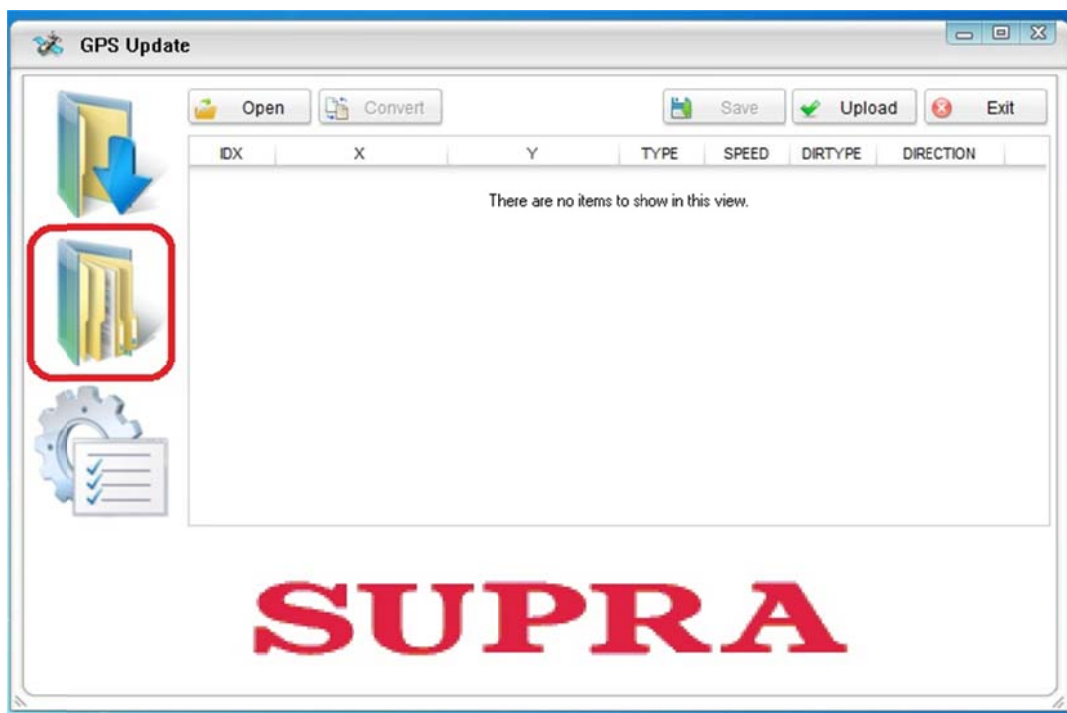 GPS Update
Open Convert Save Upload Exit
IDX X Y TYPE SPEED DIRTYPE DIRECTION
There are no items to show in this view.
SUPRA